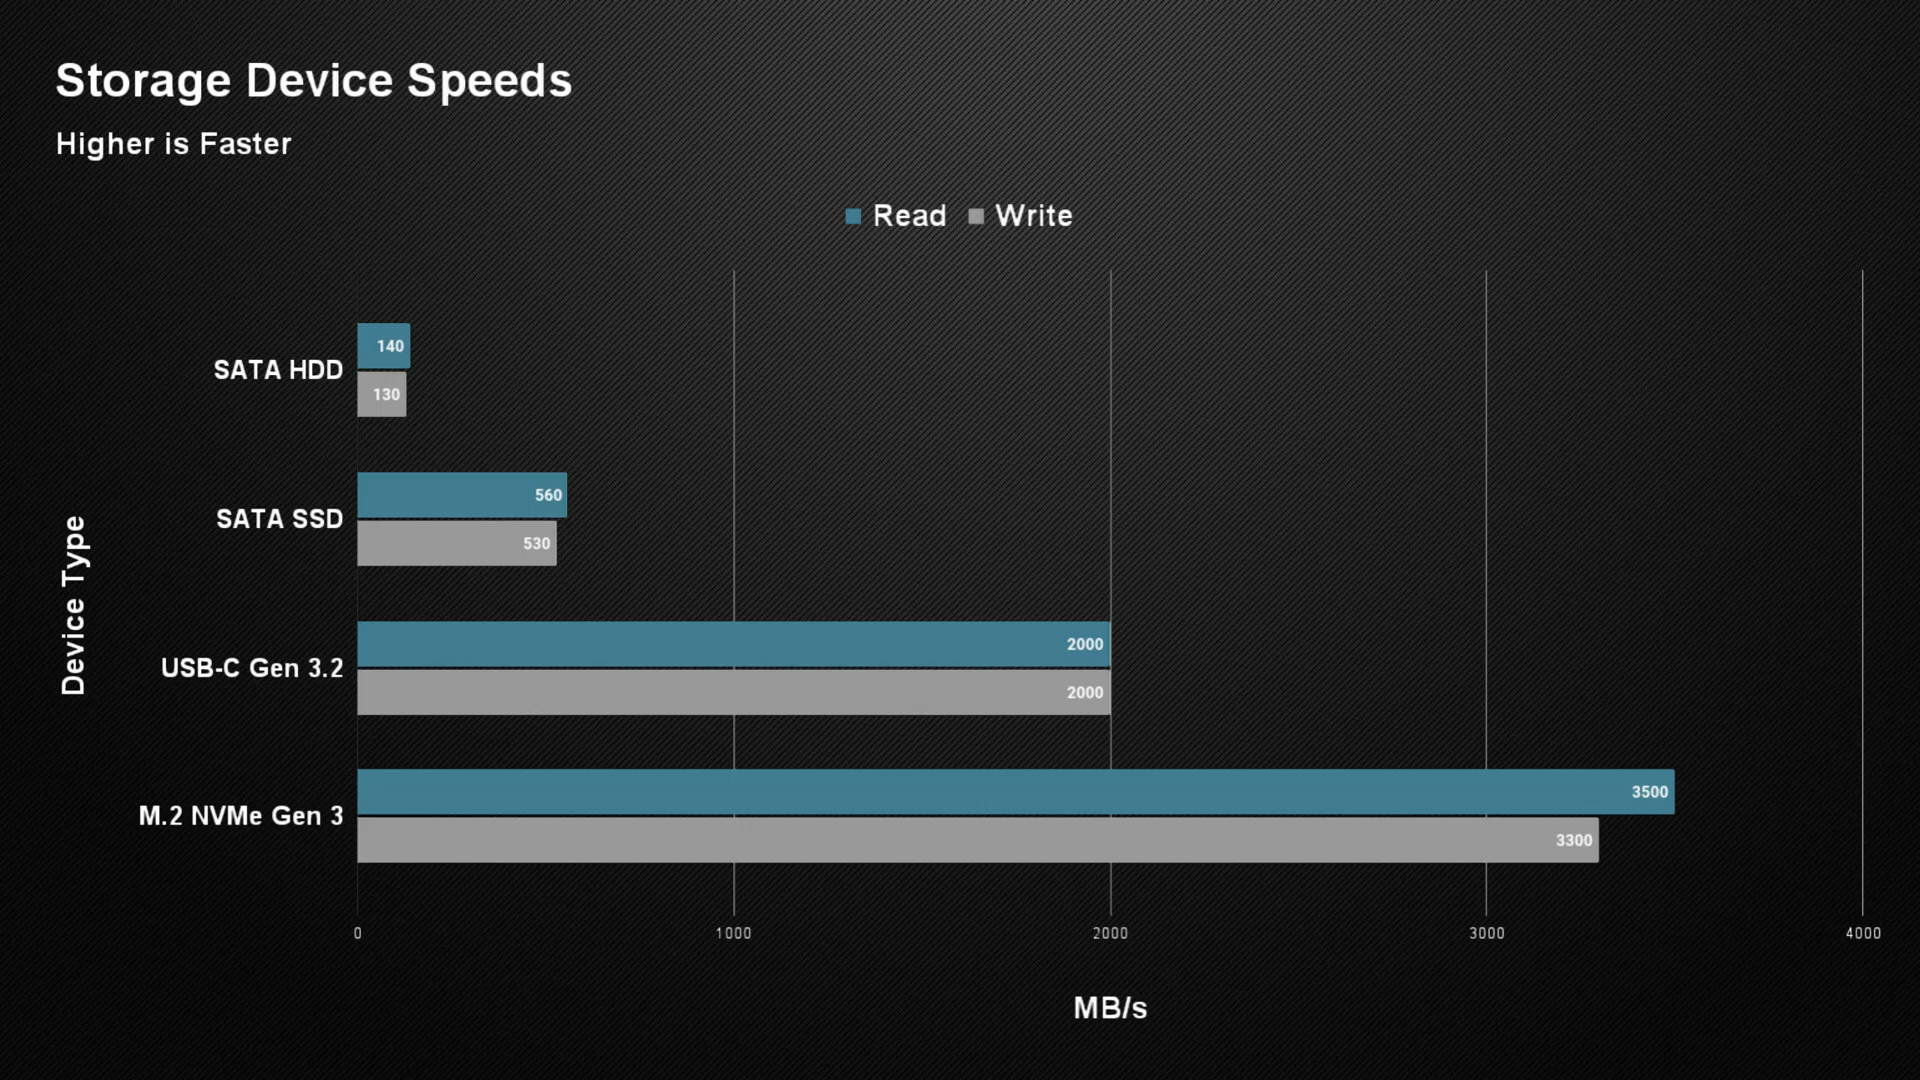 Storage Device Speeds
Higher is Faster
Read Write
Device Type
SATA HDD
140
130
SATA SSD
560
530
USB-C Gen 3.2
2000
2000
M.2 NVMe Gen 3
3500
3300
0 1000 2000 3000 4000
MB/s